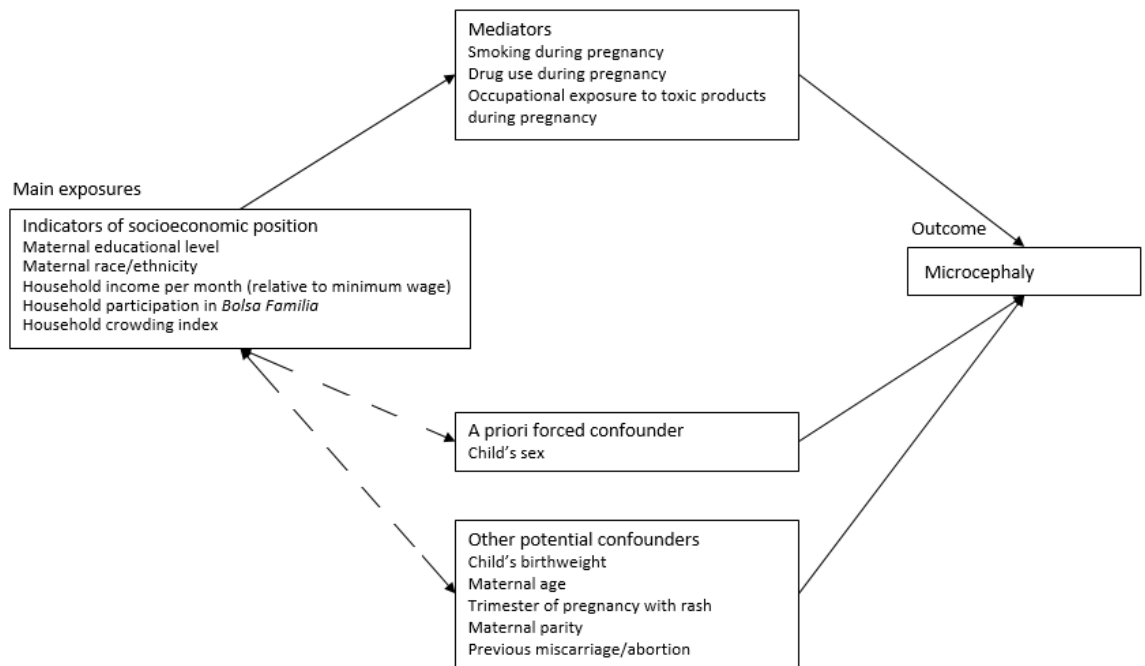 Mediators
Smoking during pregnancy
Drug use during pregnancy
Occupational exposure to toxic products
during pregnancy
Main exposures
Indicators of socioeconomic position
Maternal educational level
Maternal race/ethnicity
Household income per month (relative to minimum wage)
Household participation in Bolsa Familia
Household crowding index
Outcome
Microcephaly
A priori forced confounder
Child's sex
Other potential confounders
Child's birthweight
Maternal age
Trimester of pregnancy with rash
Maternal parity
Previous miscarriage/abortion